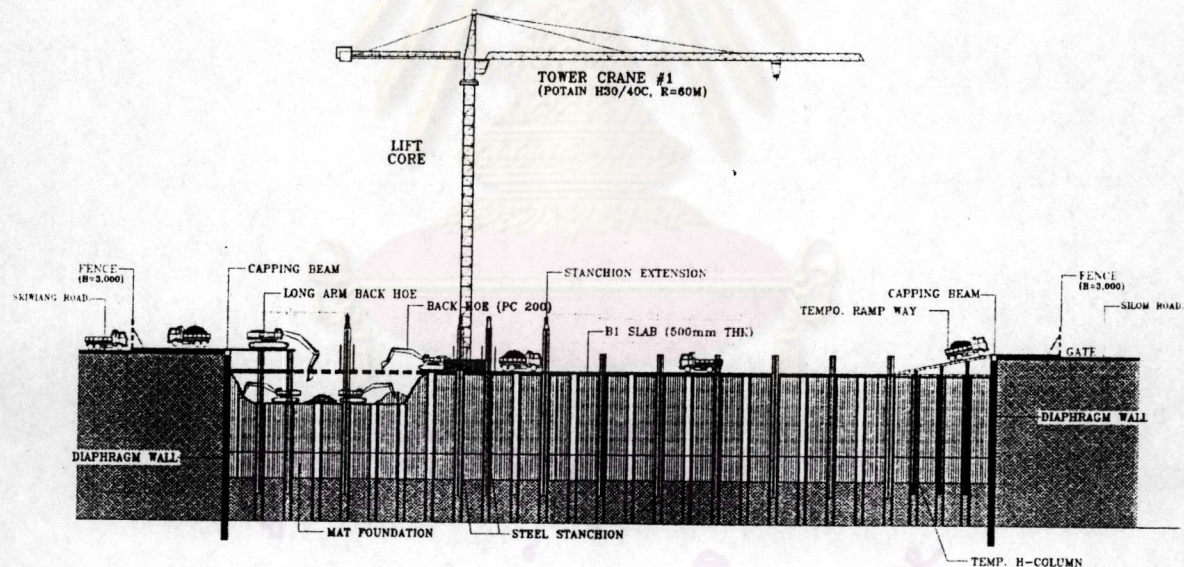 TOWER CRANE #1
(POTAIN H30/40C, R=60M)
LIFT
CORE
FENCE
(H=3,000)
SRIWIANG ROAD
CAPPING BEAM
LONG ARM BACK HOE
BACK HOE (PC 200)
STANCHION EXTENSION
B1 SLAB (500mm THK)
CAPPING BEAM
TEMPO. RAMP WAY
FENCE
(H=3,000)
SILOM ROAD
GATE
DIAPHRAGM WALL
DIAPHRAGM WALL
MAT FOUNDATION
STEEL STANCHION
TEMP. H-COLUMN